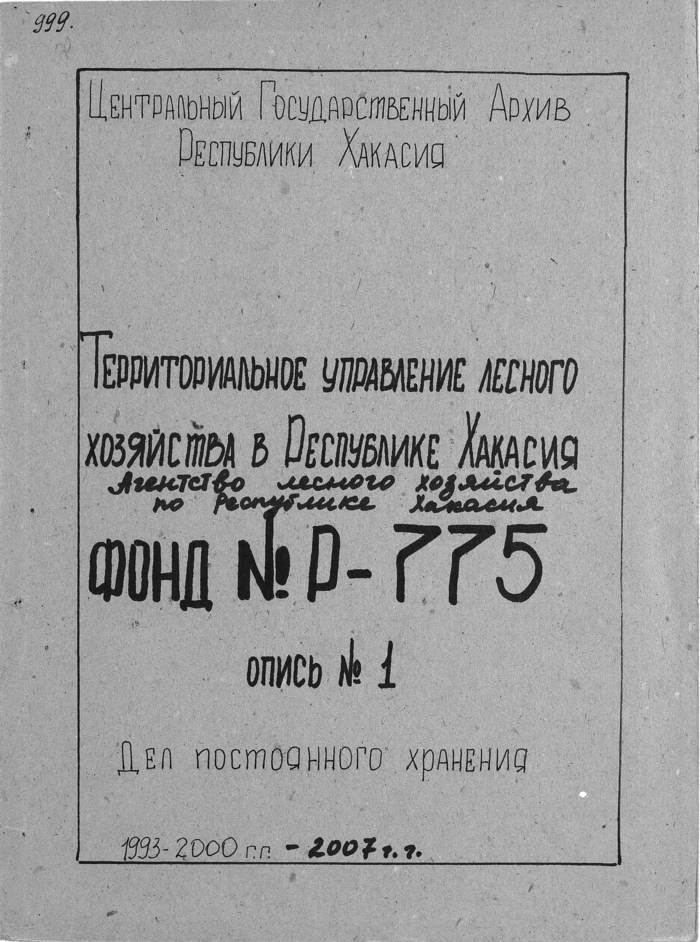 999.
Центральный Государственный Архив
Республики Хакасия
Территориальное управление лесного
хозяйства в Республике Хакасия
Агентство лесного хозяйства
по Республике Хакасия
ФОНД № Р-775
опись № 1
Дел постоянного хранения
1993-2000 г.г. - 2007 г.г.